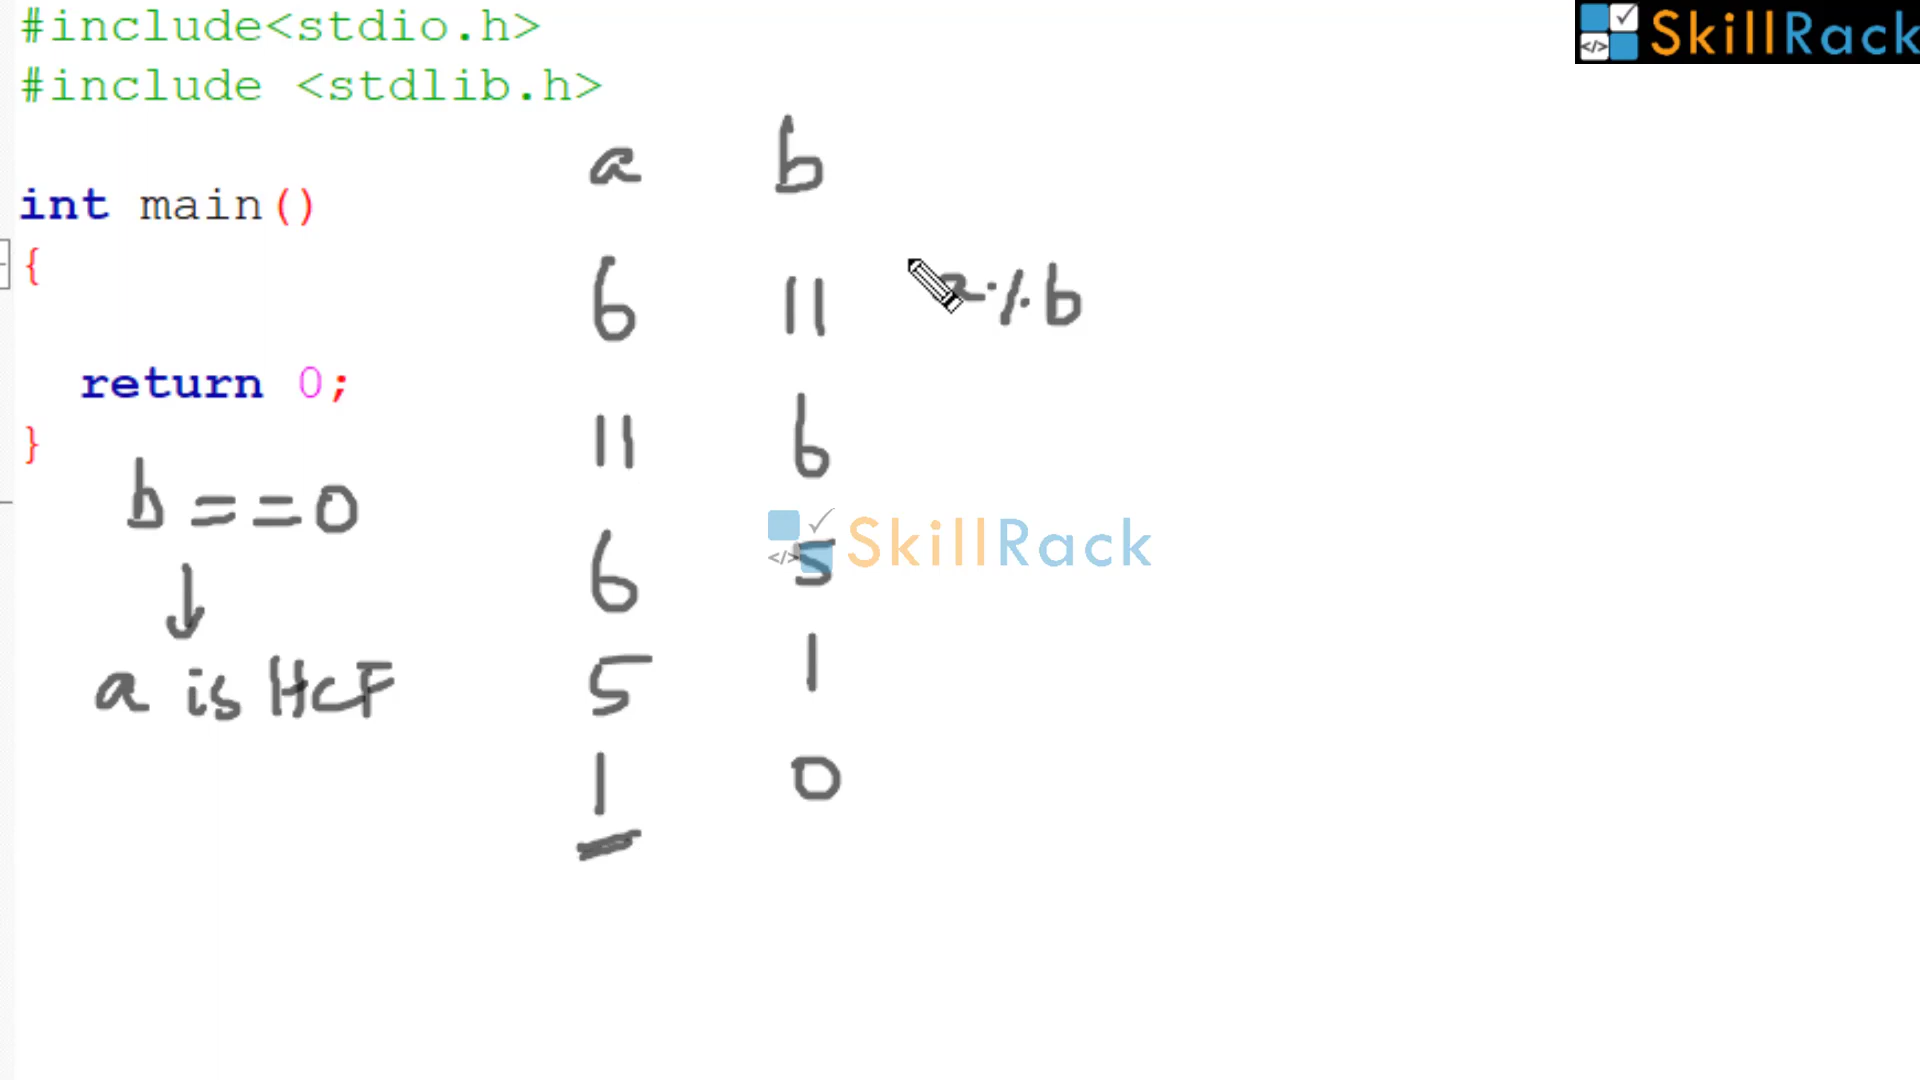 #include<stdio.h>
SkillRack
#include <stdlib.h>
a b
int main()
{
6 11 a%b
return 0;
}
11 6
b==0
SkillRack
6 5
a is HCF
5 1
1 0